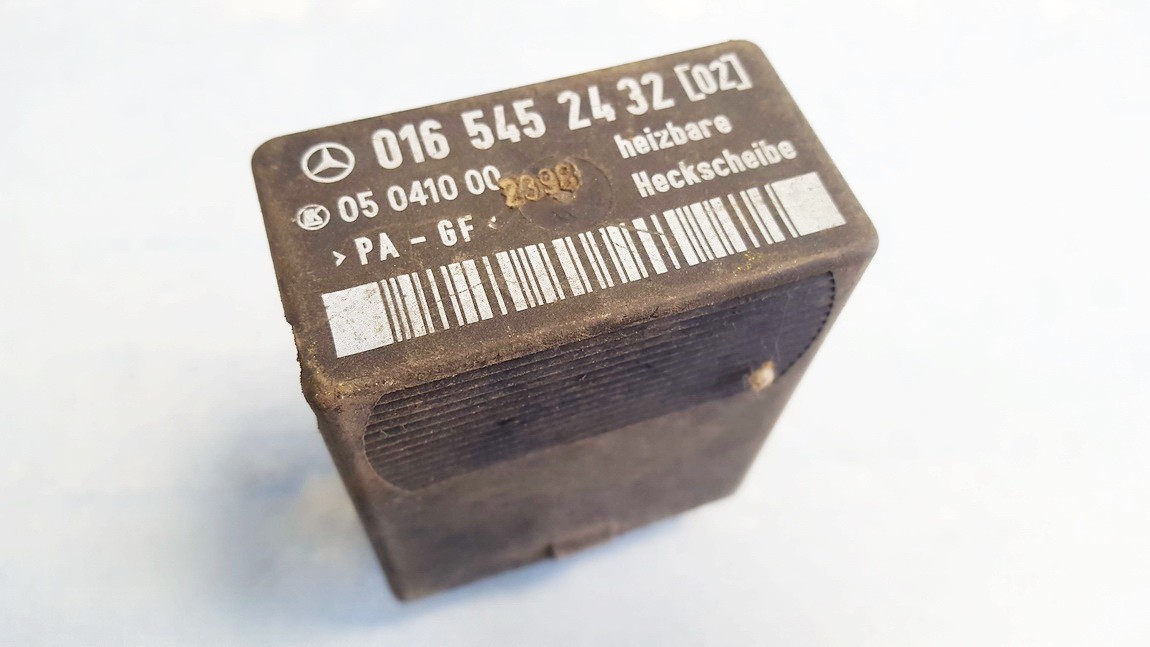 016 545 24 32 [02]
05 0410 00
2398
heizbare
Heckscheibe
>PA - GF